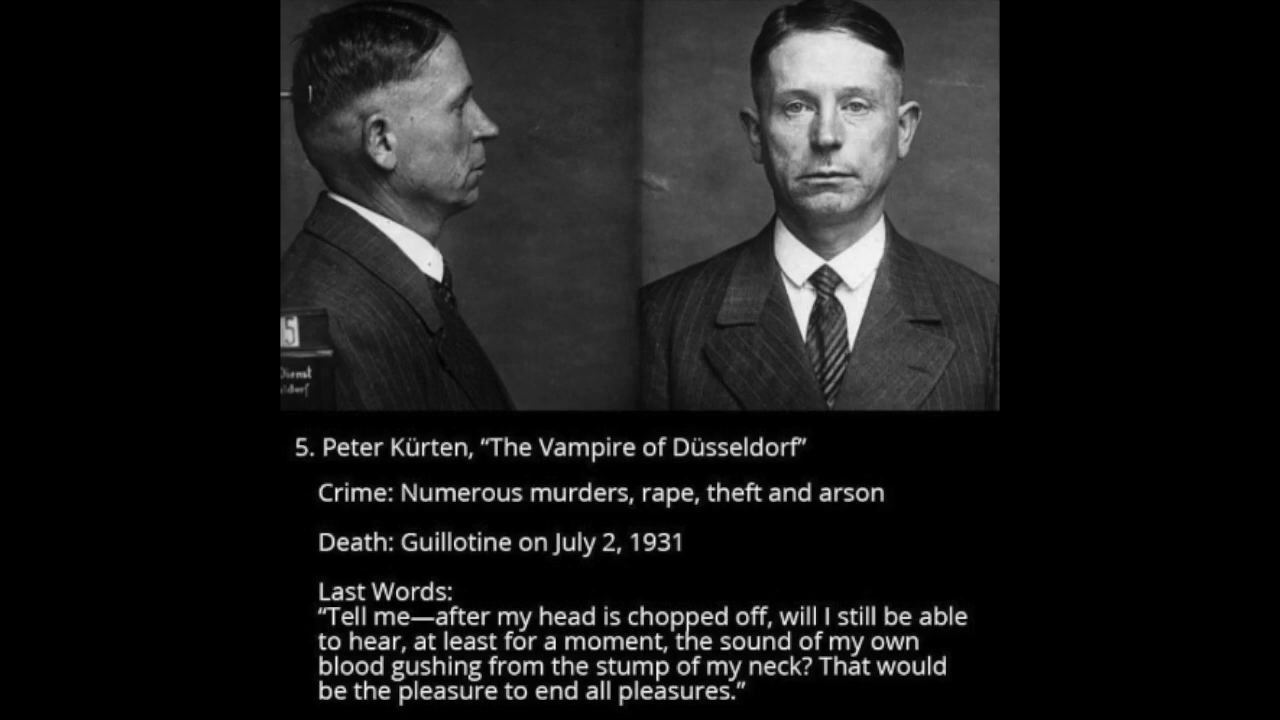 5
Dienst
ldorf
5. Peter Kürten, “The Vampire of Düsseldorf”
Crime: Numerous murders, rape, theft and arson
Death: Guillotine on July 2, 1931
Last Words:
“Tell me—after my head is chopped off, will I still be able
to hear, at least for a moment, the sound of my own
blood gushing from the stump of my neck? That would
be the pleasure to end all pleasures.”